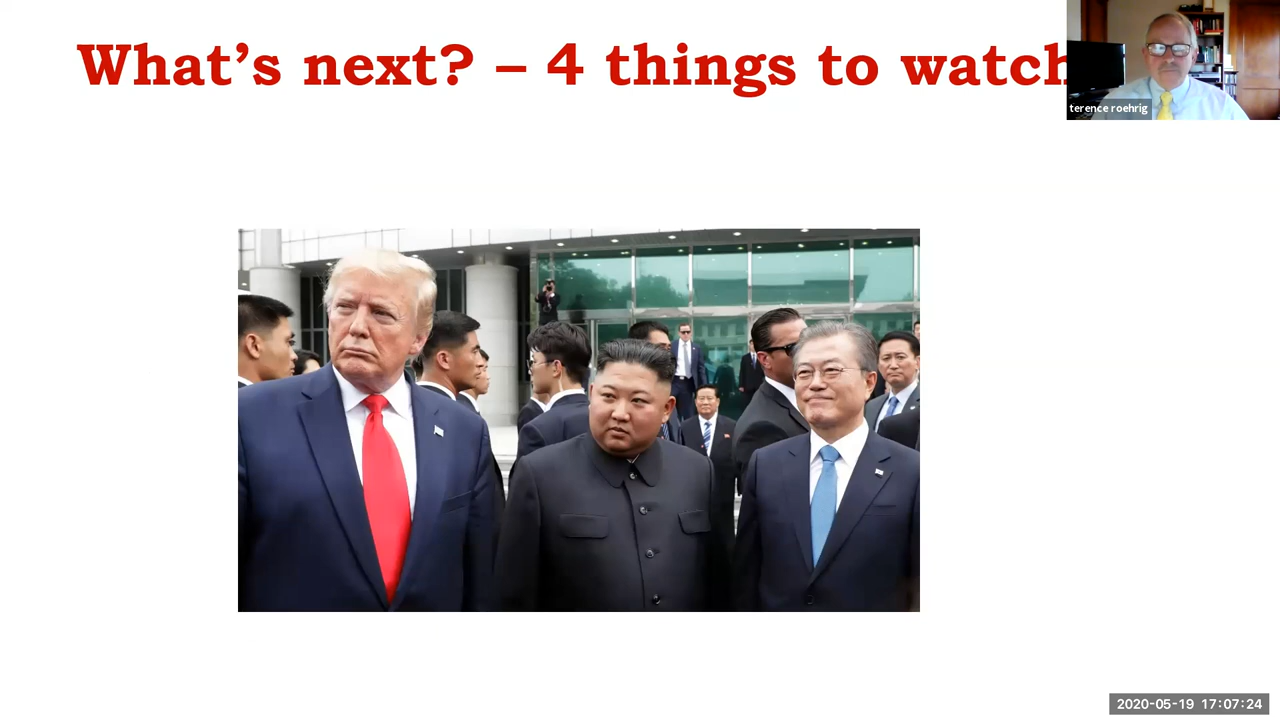 What's next? – 4 things to watch
terence roehrig
2020-05-19 17:07:24